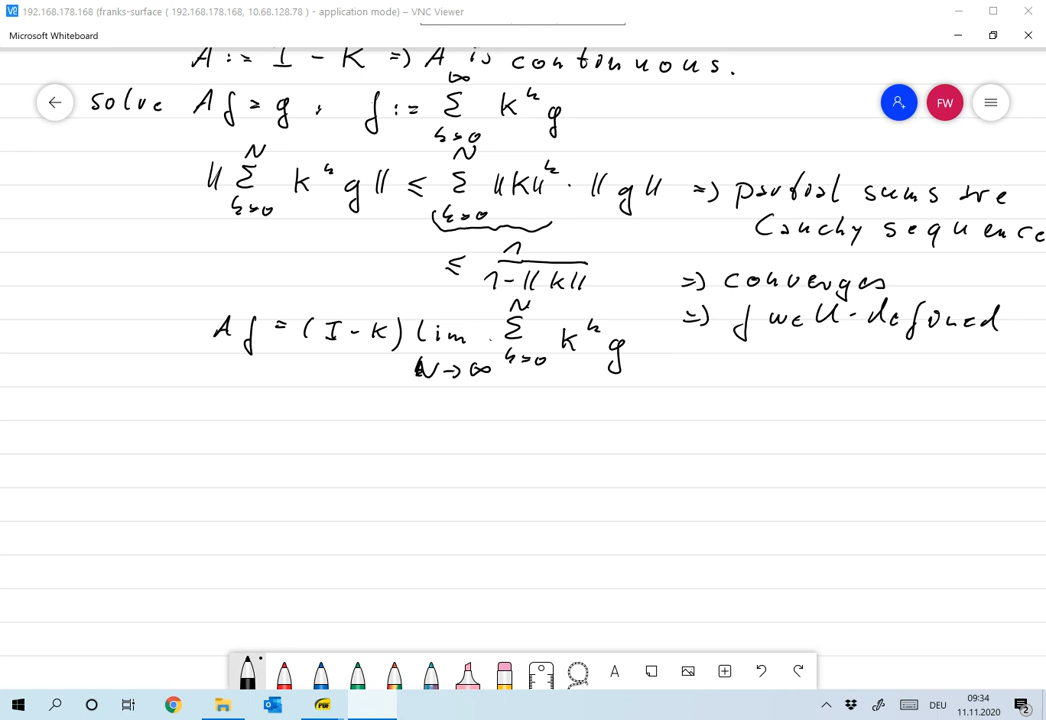 192.168.178.168 (franks-surface ( 192.168.178.168, 10.68.128.78 ) - application mode) – VNC Viewer
Microsoft Whiteboard
A := I - K => A is continuous.
solve Af = g, f := ∑_{k=0}^{∞} K^k g
FW
‖∑_{k=0}^{N} K^k g‖ ≤ ∑_{k=0}^{N} ‖K‖^k · ‖g‖ => partial sums are
Cauchy sequence
≤ 1/(1-‖K‖) => converges
=> f well-defined
Af = (I-K) lim_{N→∞} ∑_{k=0}^{N} K^k g
A
DEU
09:34
11.11.2020
2